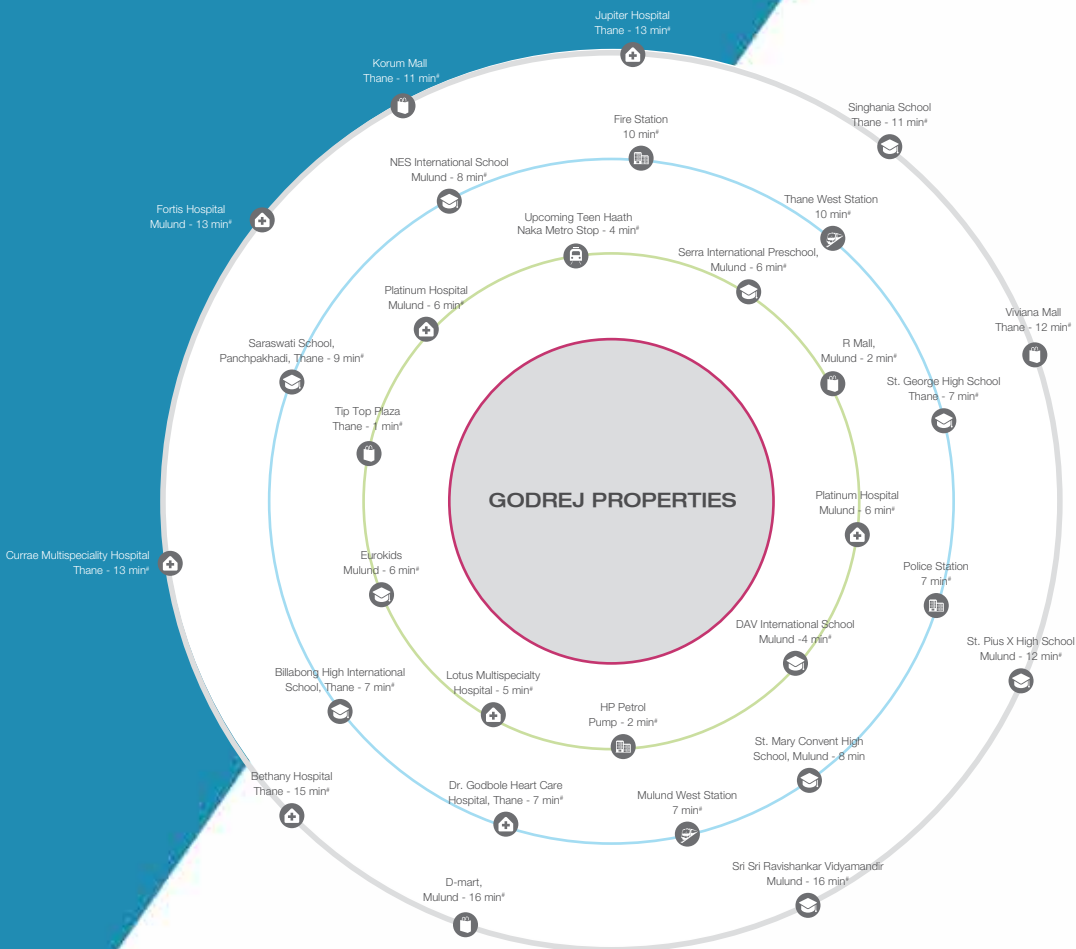 Jupiter Hospital
Thane - 13 min#
Korum Mall
Thane - 11 min#
Singhania School
Thane - 11 min#
Fire Station
10 min#
NES International School
Mulund - 8 min#
Thane West Station
10 min#
Fortis Hospital
Mulund - 13 min#
Upcoming Teen Haath
Naka Metro Stop - 4 min#
Serra International Preschool,
Mulund - 6 min#
Platinum Hospital
Mulund - 6 min#
Viviana Mall
Thane - 12 min#
Saraswati School,
Panchpakhadi, Thane - 9 min#
R Mall,
Mulund - 2 min#
St. George High School
Thane - 7 min#
Tip Top Plaza
Thane - 1 min#
GODREJ PROPERTIES
Platinum Hospital
Mulund - 6 min#
Currae Multispeciality Hospital
Thane - 13 min#
Eurokids
Mulund - 6 min#
Police Station
7 min#
DAV International School
Mulund -4 min#
St. Pius X High School
Mulund - 12 min#
Billabong High International
School, Thane - 7 min#
Lotus Multispecialty
Hospital - 5 min#
HP Petrol
Pump - 2 min#
St. Mary Convent High
School, Mulund - 8 min
Bethany Hospital
Thane - 15 min#
Dr. Godbole Heart Care
Hospital, Thane - 7 min#
Mulund West Station
7 min#
Sri Sri Ravishankar Vidyamandir
Mulund - 16 min#
D-mart,
Mulund - 16 min#